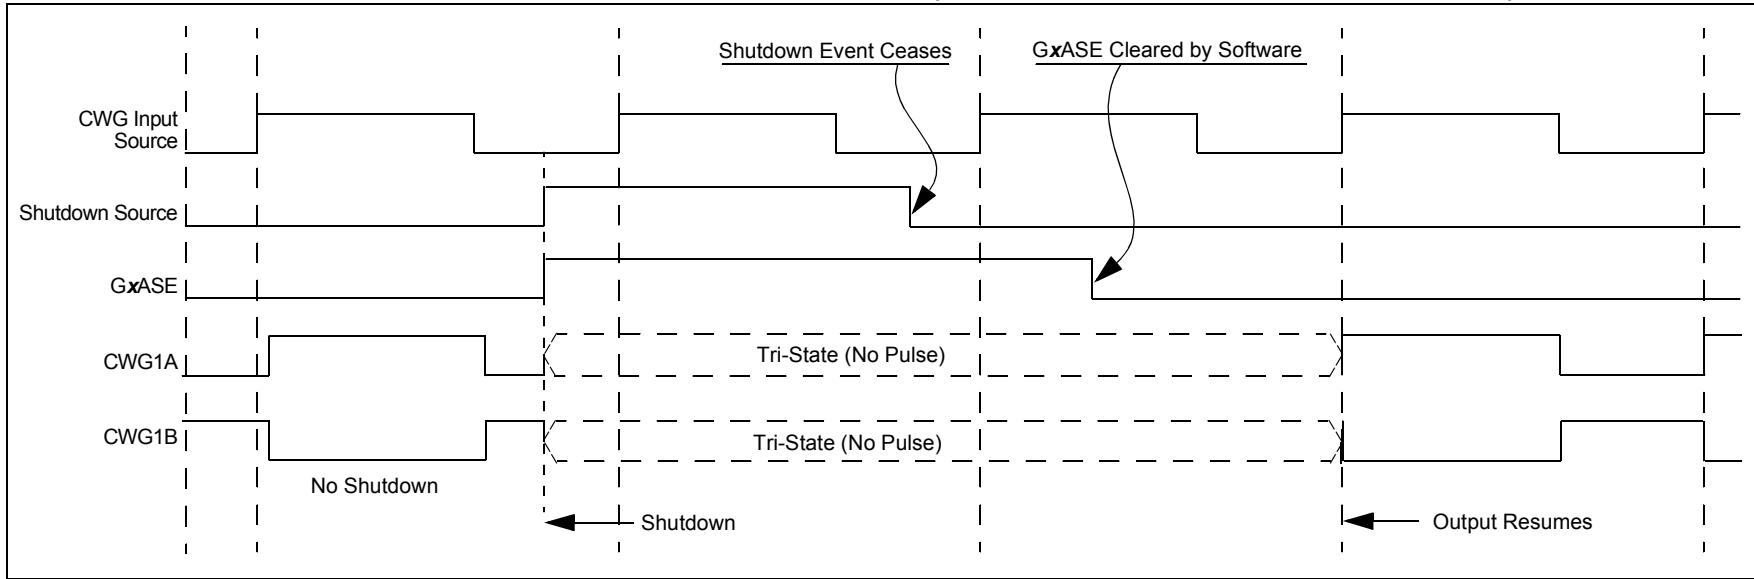 Shutdown Event Ceases
GxASE Cleared by Software
CWG Input
Source
Shutdown Source
GxASE
CWG1A
Tri-State (No Pulse)
CWG1B
Tri-State (No Pulse)
No Shutdown
Shutdown
Output Resumes